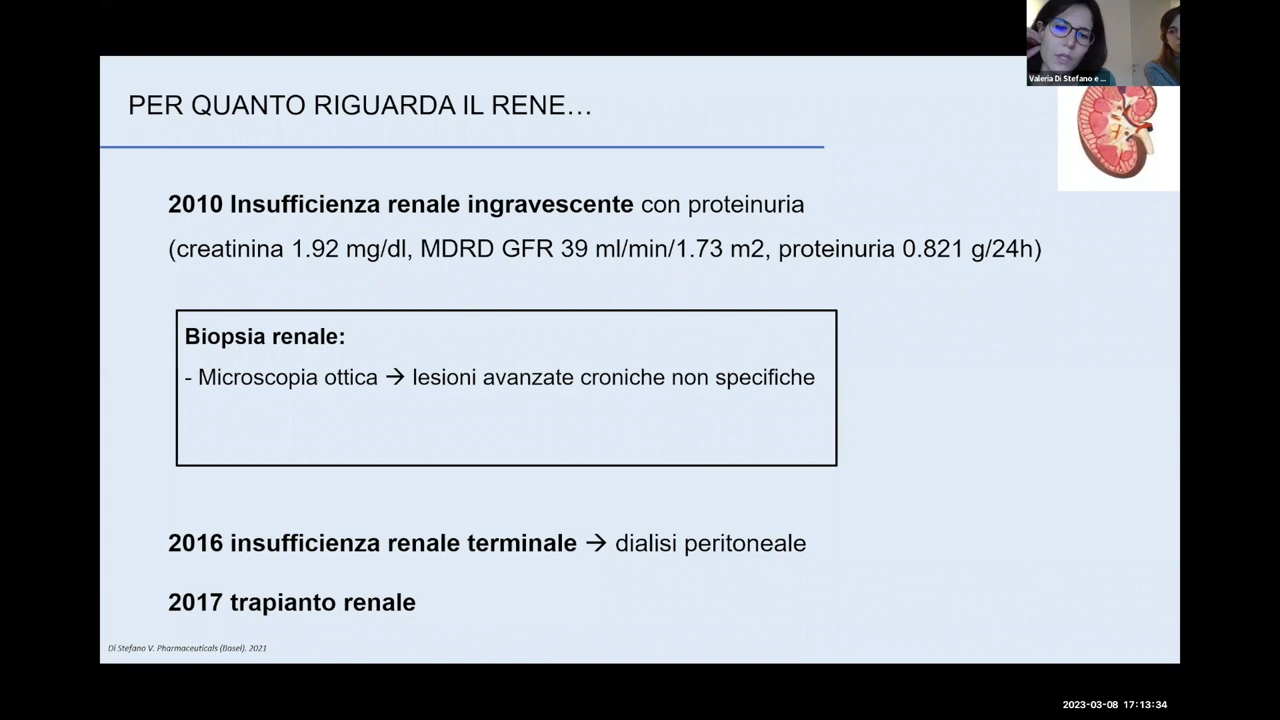 Valeria Di Stefano e ...
PER QUANTO RIGUARDA IL RENE...
2010 Insufficienza renale ingravescente con proteinuria
(creatinina 1.92 mg/dl, MDRD GFR 39 ml/min/1.73 m2, proteinuria 0.821 g/24h)
Biopsia renale:
- Microscopia ottica → lesioni avanzate croniche non specifiche
2016 insufficienza renale terminale → dialisi peritoneale
2017 trapianto renale
Di Stefano V. Pharmaceuticals (Basel). 2021
2023-03-08 17:13:34